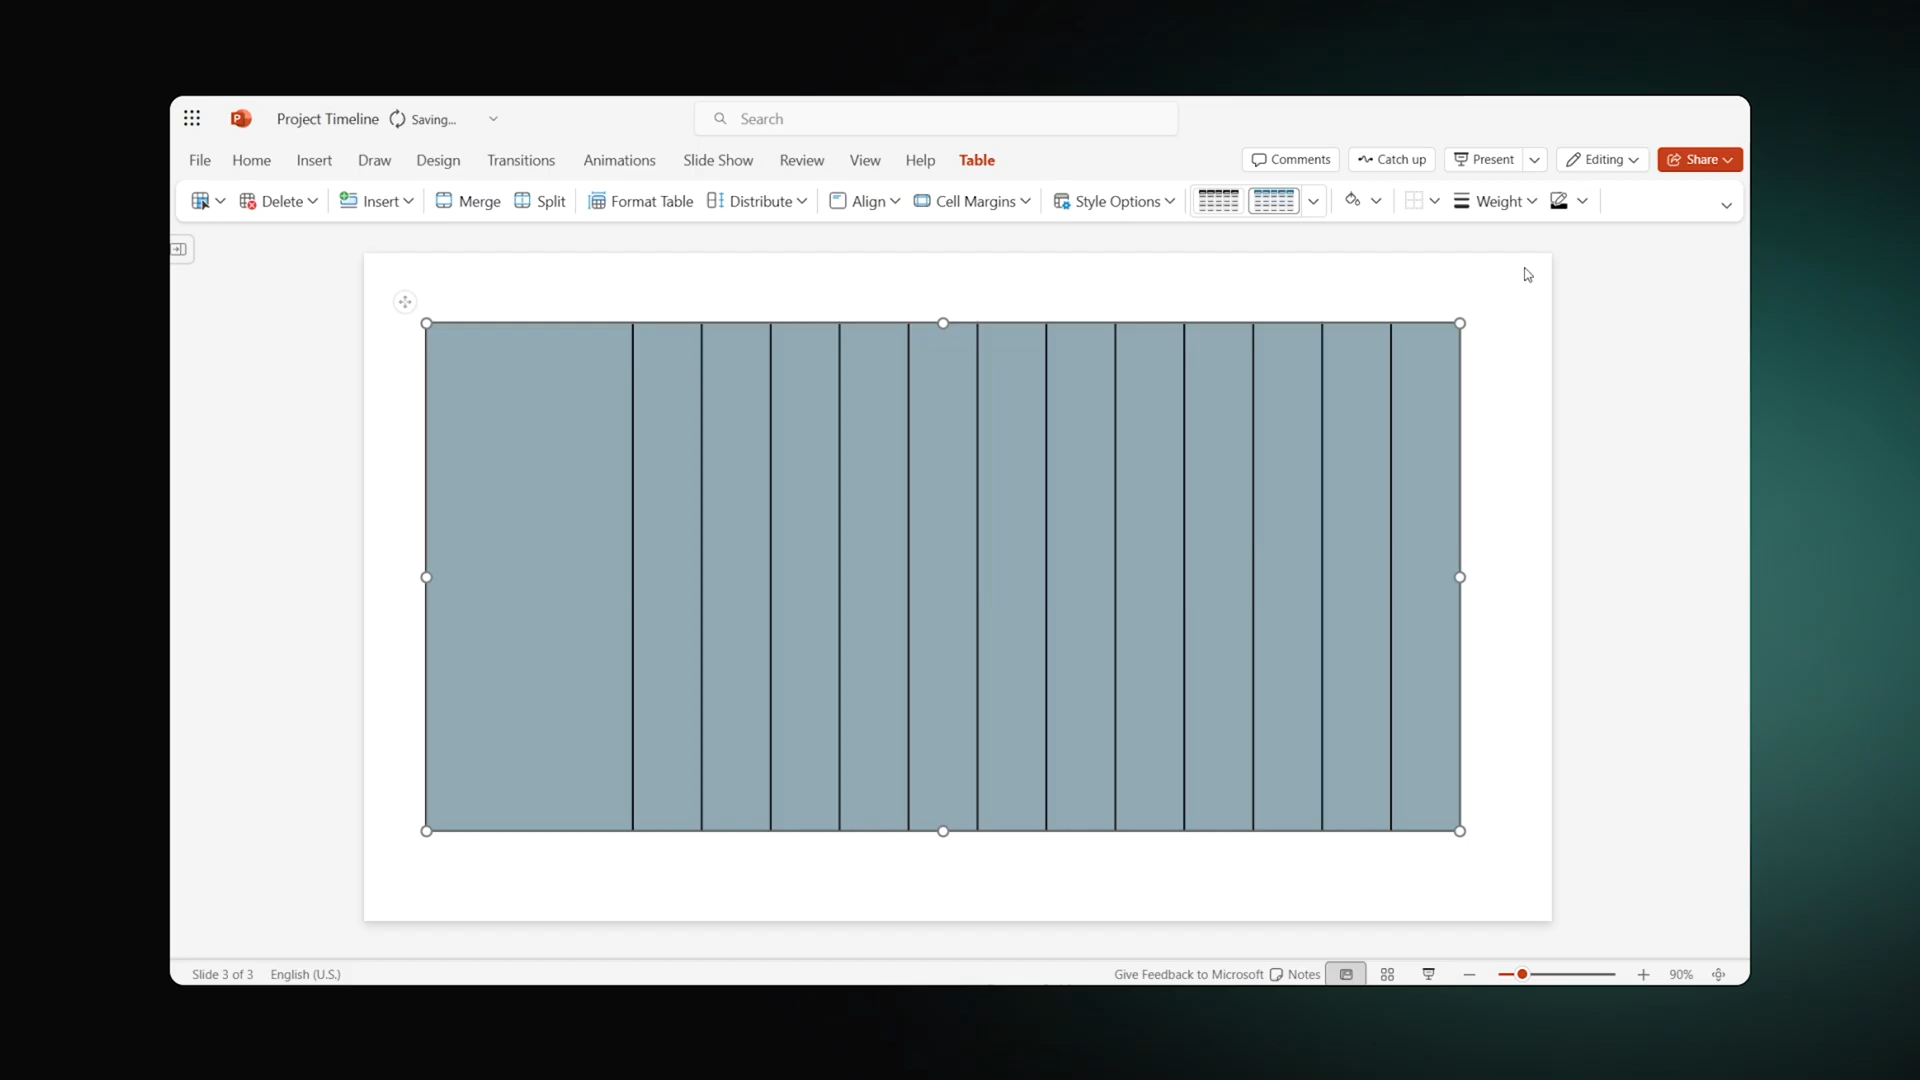 P Project Timeline Saving... Search
File Home Insert Draw Design Transitions Animations Slide Show Review View Help Table Comments Catch up Present Editing Share
Delete Insert Merge Split Format Table Distribute Align Cell Margins Style Options Weight
Slide 3 of 3 English (U.S.) Give Feedback to Microsoft Notes 90%